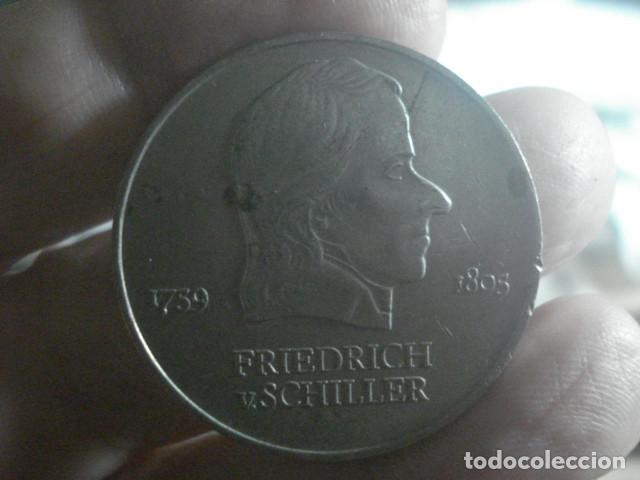 1759 1805
FRIEDRICH
v. SCHILLER
todocoleccion